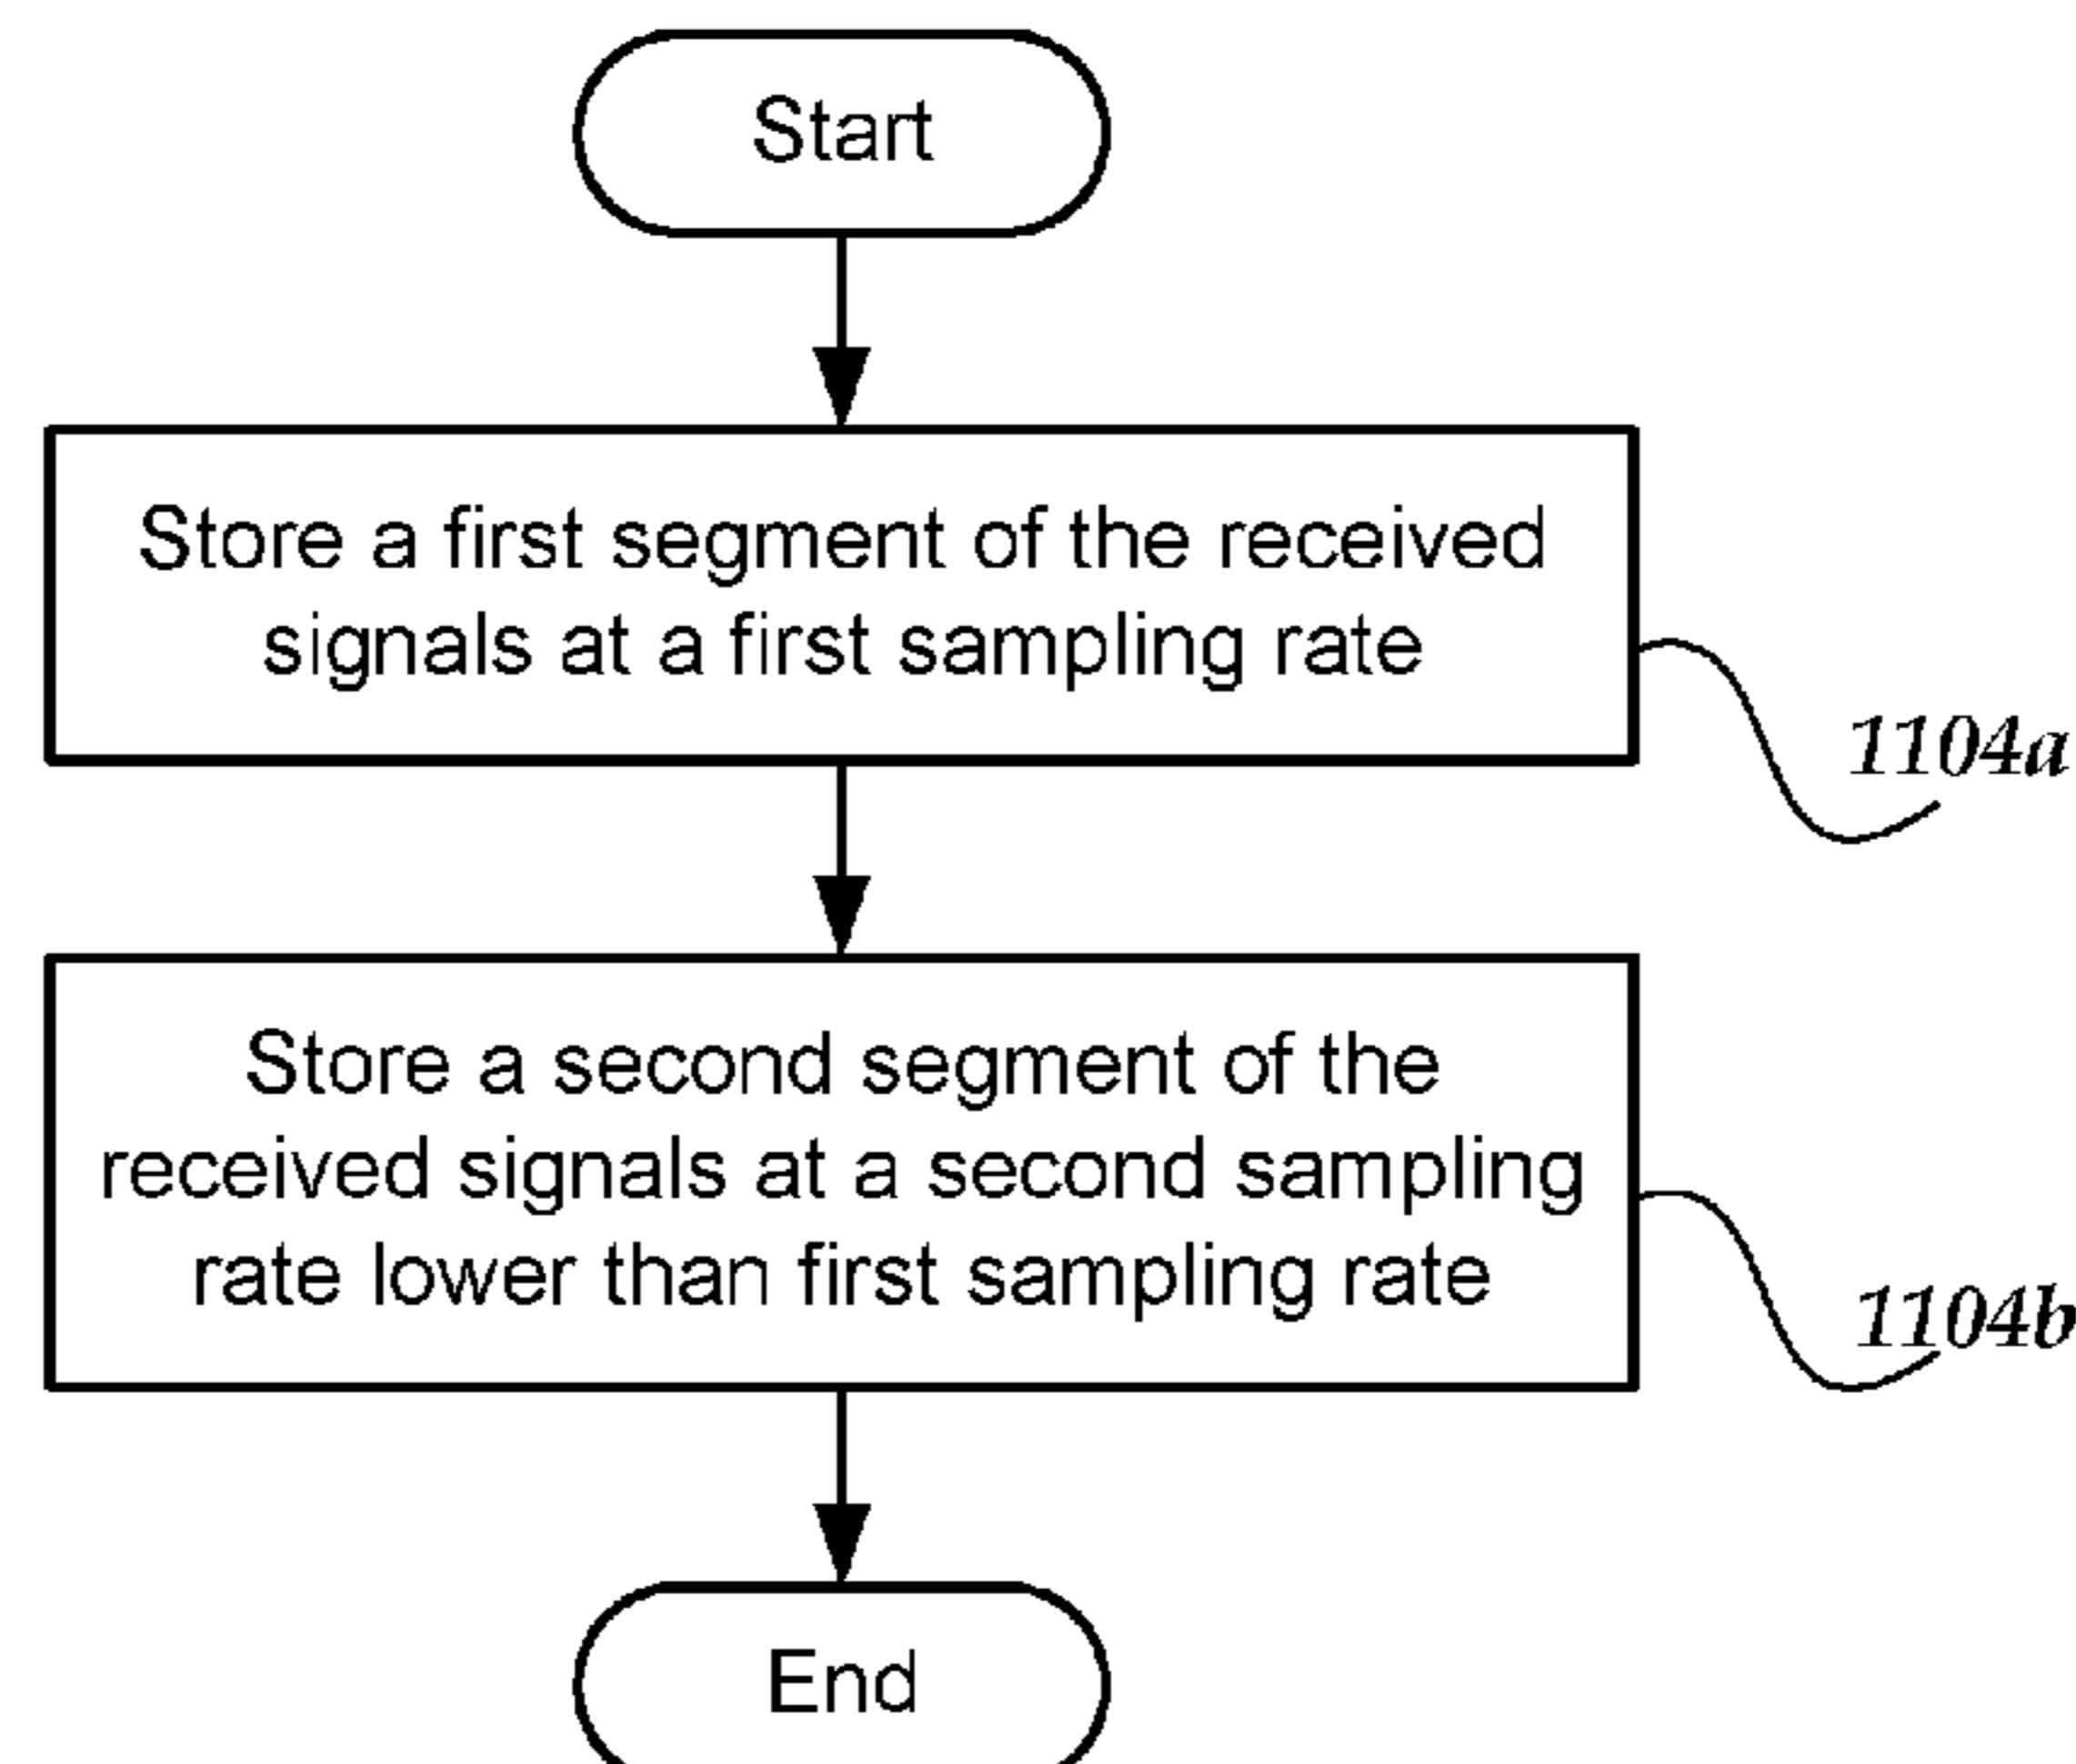 Start
Store a first segment of the received
signals at a first sampling rate
1104a
Store a second segment of the
received signals at a second sampling
rate lower than first sampling rate
1104b
End